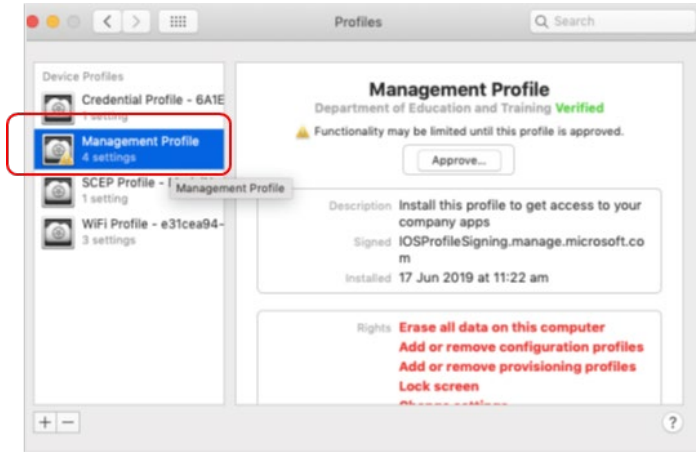 Profiles
Search
Device Profiles
Credential Profile - 6A1E
1 setting
Management Profile
4 settings
SCEP Profile -
Management Profile
1 setting
WiFi Profile - e31cea94-
3 settings
Management Profile
Department of Education and Training Verified
Functionality may be limited until this profile is approved.
Approve...
Description Install this profile to get access to your
company apps
Signed IOSProfileSigning.manage.microsoft.co
m
Installed 17 Jun 2019 at 11:22 am
Rights Erase all data on this computer
Add or remove configuration profiles
Add or remove provisioning profiles
Lock screen
Change settings
+ −
?